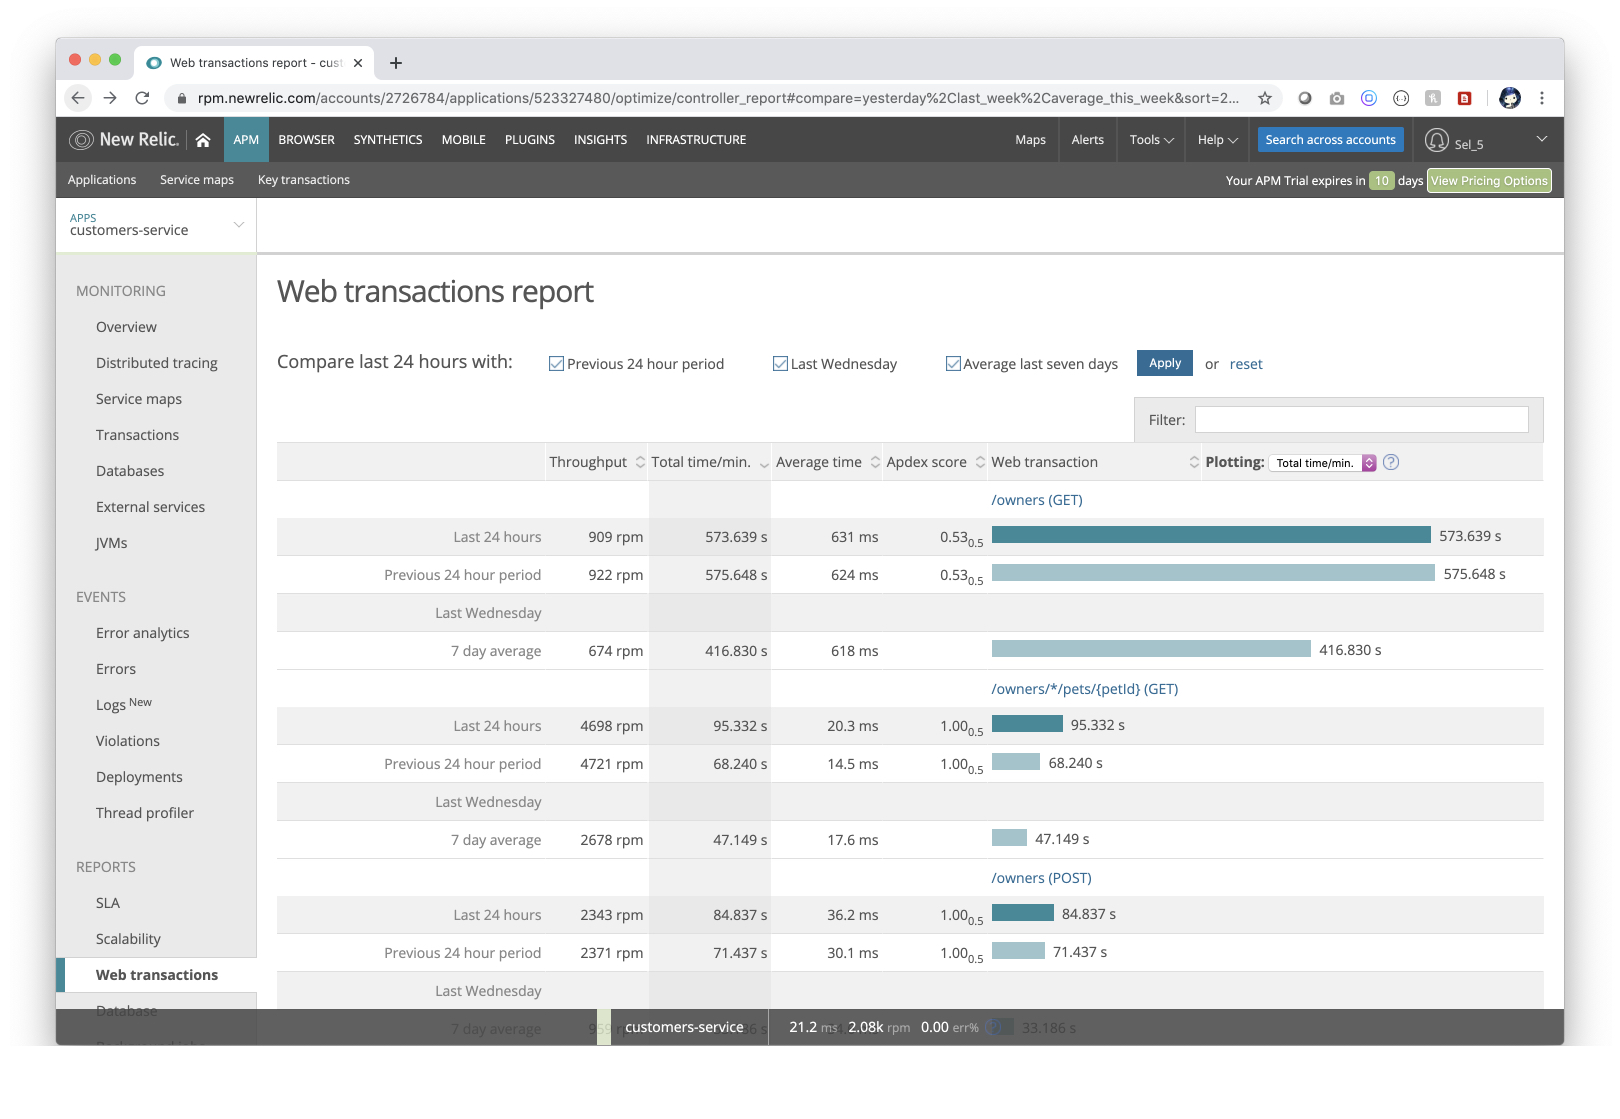 Web transactions report - cust
rpm.newrelic.com/accounts/2726784/applications/523327480/optimize/controller_report#compare=yesterday%2Clast_week%2Caverage_this_week&sort=2...
New Relic. APM BROWSER SYNTHETICS MOBILE PLUGINS INSIGHTS INFRASTRUCTURE Maps Alerts Tools Help Search across accounts Sel_5
Applications Service maps Key transactions Your APM Trial expires in 10 days View Pricing Options
APPS
customers-service
MONITORING
Overview
Distributed tracing
Service maps
Transactions
Databases
External services
JVMs
EVENTS
Error analytics
Errors
Logs New
Violations
Deployments
Thread profiler
REPORTS
SLA
Scalability
Web transactions
Database
Web transactions report
Compare last 24 hours with: Previous 24 hour period Last Wednesday Average last seven days Apply or reset
Filter:
Throughput Total time/min. Average time Apdex score Web transaction Plotting: Total time/min. ?
/owners (GET)
Last 24 hours 909 rpm 573.639 s 631 ms 0.53 0.5 573.639 s
Previous 24 hour period 922 rpm 575.648 s 624 ms 0.53 0.5 575.648 s
Last Wednesday
7 day average 674 rpm 416.830 s 618 ms 416.830 s
/owners/*/pets/{petId} (GET)
Last 24 hours 4698 rpm 95.332 s 20.3 ms 1.00 0.5 95.332 s
Previous 24 hour period 4721 rpm 68.240 s 14.5 ms 1.00 0.5 68.240 s
Last Wednesday
7 day average 2678 rpm 47.149 s 17.6 ms 47.149 s
/owners (POST)
Last 24 hours 2343 rpm 84.837 s 36.2 ms 1.00 0.5 84.837 s
Previous 24 hour period 2371 rpm 71.437 s 30.1 ms 1.00 0.5 71.437 s
Last Wednesday
7 day average 33.186 s
customers-service 21.2 ms 2.08k rpm 0.00 err%